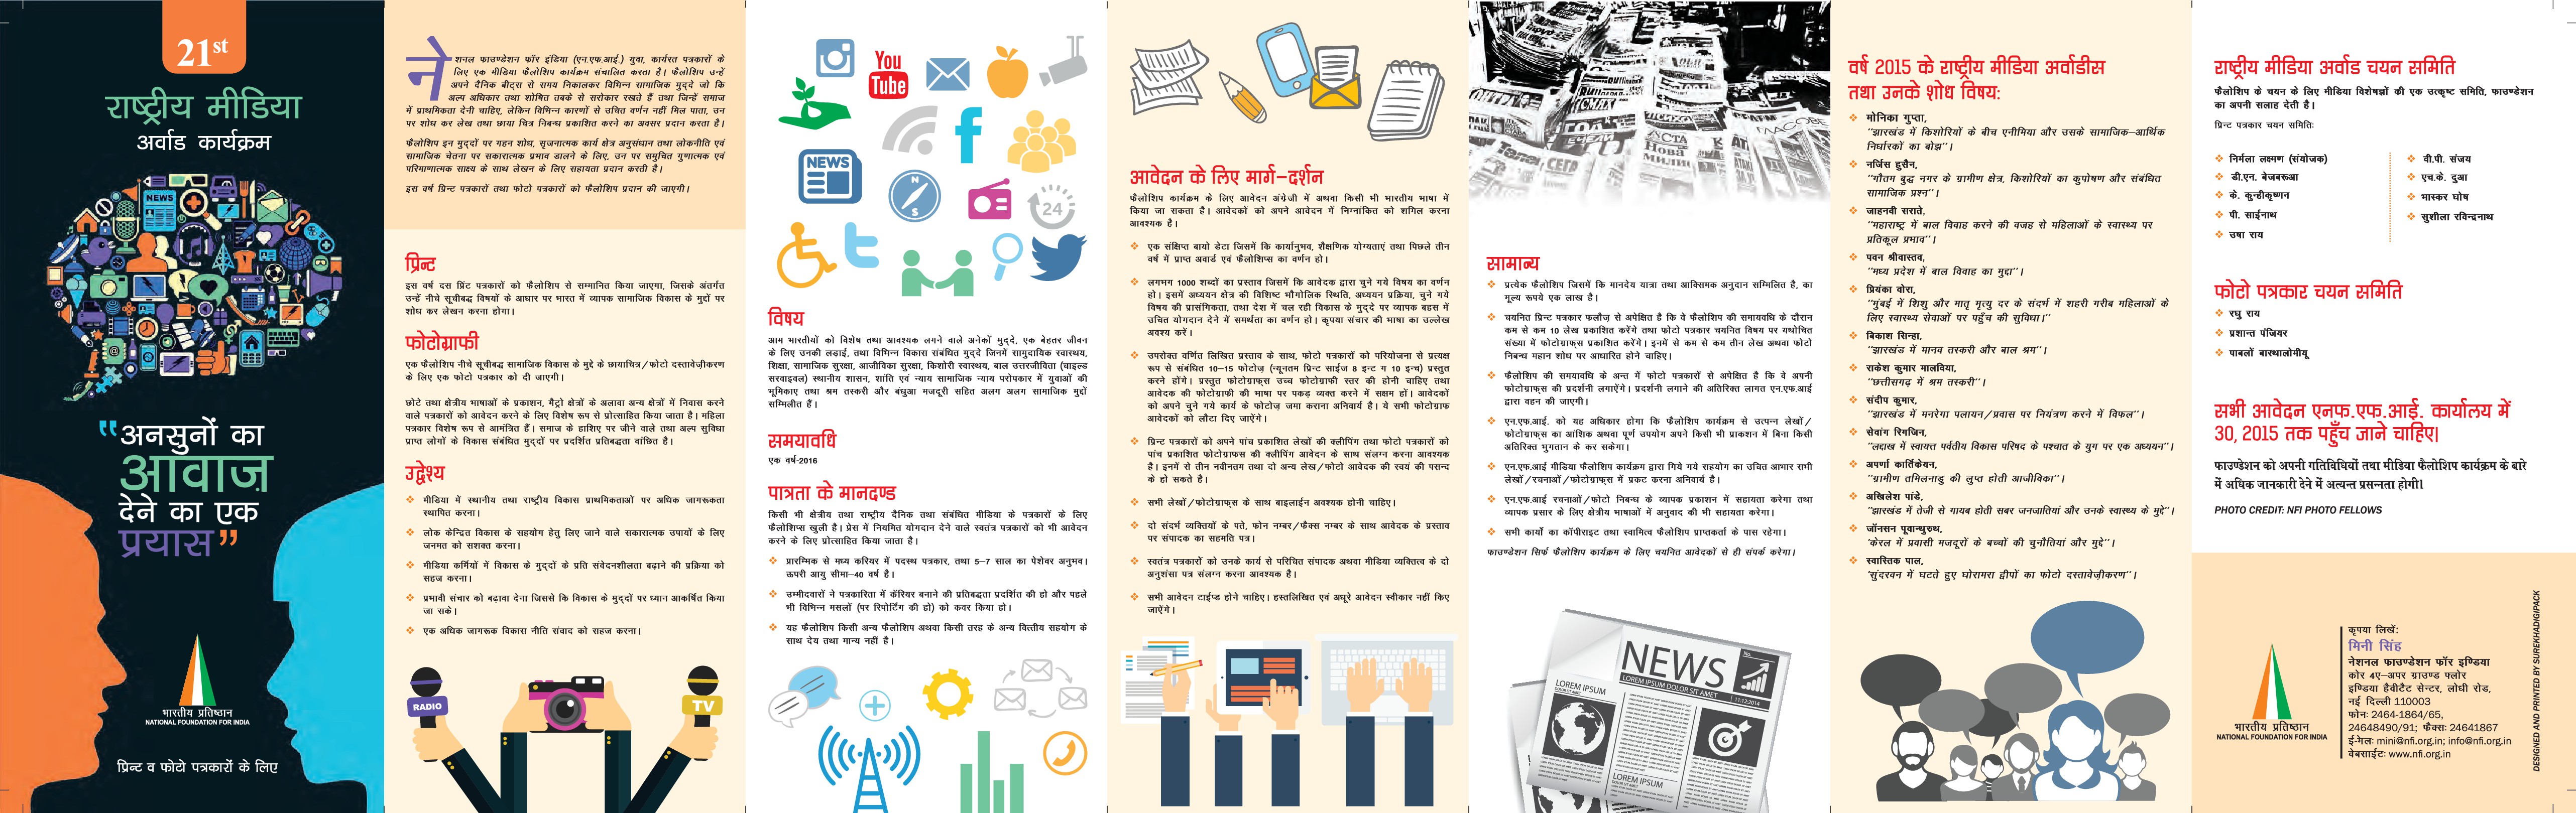 21st
राष्ट्रीय मीडिया
अर्वाड कार्यक्रम
NEWS
"अनसुनों का
आवाज़
देने का एक
प्रयास"
भारतीय प्रतिष्ठान
NATIONAL FOUNDATION FOR INDIA
प्रिन्ट व फोटो पत्रकारों के लिए
नेशनल फाउण्डेशन फॉर इंडिया (एन.एफ.आई.) युवा, कार्यरत पत्रकारों के
लिए एक मीडिया फैलोशिप कार्यक्रम संचालित करता है। फैलोशिप उन्हें
अपने दैनिक बीट्स से समय निकालकर विभिन्न सामाजिक मुद्दे जो कि
अल्प अधिकार तथा शोषित तबके से सरोकार रखते हैं तथा जिन्हें समाज
में प्राथमिकता देनी चाहिए, लेकिन विभिन्न कारणों से उचित वर्णन नहीं मिल पाता, उन
पर शोध कर लेख तथा छाया चित्र निबन्ध प्रकाशित करने का अवसर प्रदान करता है।
फैलोशिप इन मुद्दों पर गहन शोध, सृजनात्मक कार्य क्षेत्र अनुसंधान तथा लोकनीति एवं
सामाजिक चेतना पर सकारात्मक प्रभाव डालने के लिए, उन पर समुचित गुणात्मक एवं
परिमाणात्मक साक्ष्य के साथ लेखन के लिए सहायता प्रदान करती है।
इस वर्ष प्रिन्ट पत्रकारों तथा फोटो पत्रकारों को फैलोशिप प्रदान की जाएगी।
प्रिन्ट
इस वर्ष दस प्रिंट पत्रकारों को फैलोशिप से सम्मानित किया जाएगा, जिसके अंतर्गत
उन्हें नीचे सूचीबद्ध विषयों के आधार पर भारत में व्यापक सामाजिक विकास के मुद्दों पर
शोध कर लेखन करना होगा।
फोटोग्राफी
एक फैलोशिप नीचे सूचीबद्ध सामाजिक विकास के मुद्दे के छायाचित्र/फोटो दस्तावेजीकरण
के लिए एक फोटो पत्रकार को दी जाएगी।
छोटे तथा क्षेत्रीय भाषाओं के प्रकाशन, मैट्रो क्षेत्रों के अलावा अन्य क्षेत्रों में निवास करने
वाले पत्रकारों को आवेदन करने के लिए विशेष रूप से प्रोत्साहित किया जाता है। महिला
पत्रकार विशेष रूप से आमंत्रित हैं। समाज के हाशिए पर जीने वाले तथा अल्प सुविधा
प्राप्त लोगों के विकास संबंधित मुद्दों पर प्रदर्शित प्रतिबद्धता वांछित है।
उद्देश्य
मीडिया में स्थानीय तथा राष्ट्रीय विकास प्राथमिकताओं पर अधिक जागरूकता
स्थापित करना।
लोक केन्द्रित विकास के सहयोग हेतु लिए जाने वाले सकारात्मक उपायों के लिए
जनमत को सशक्त करना।
मीडिया कर्मियों में विकास के मुद्दों के प्रति संवेदनशीलता बढ़ाने की प्रक्रिया को
सहज करना।
प्रभावी संचार को बढ़ावा देना जिससे कि विकास के मुद्दों पर ध्यान आकर्षित किया
जा सके।
एक अधिक जागरूक विकास नीति संवाद को सहज करना।
RADIO
TV
You
Tube
NEWS
N
S
24
विषय
आम भारतीयों को विशेष तथा आवश्यक लगने वाले अनेकों मुद्दे, एक बेहतर जीवन
के लिए उनकी लड़ाई, तथा विभिन्न विकास संबंधित मुद्दे जिनमें सामुदायिक स्वास्थय,
शिक्षा, सामाजिक सुरक्षा, आजीविका सुरक्षा, किशोरी स्वास्थय, बाल उत्तरजीविता (चाइल्ड
सरवाइवल) स्थानीय शासन, शांति एवं न्याय सामाजिक न्याय परोपकार में युवाओं की
भूमिकाए तथा श्रम तस्करी और बंधुआ मजदूरी सहित अलग अलग सामाजिक मुद्दों
सम्मिलीत हैं।
समयावधि
एक वर्ष-2016
पात्रता के मानदण्ड
किसी भी क्षेत्रीय तथा राष्ट्रीय दैनिक तथा संबंधित मीडिया के पत्रकारों के लिए
फैलोशिप्स खुली है। प्रेस में नियमित योगदान देने वाले स्वतंत्र पत्रकारों को भी आवेदन
करने के लिए प्रोत्साहित किया जाता है।
प्रारम्भिक से मध्य करियर में पदस्थ पत्रकार, तथा 5–7 साल का पेशेवर अनुभव।
ऊपरी आयु सीमा–40 वर्ष है।
उम्मीदवारों ने पत्रकारिता में कॅरियर बनाने की प्रतिबद्धता प्रदर्शित की हो और पहले
भी विभिन्न मसलों (पर रिपोर्टिंग की हो) को कवर किया हो।
यह फैलोशिप किसी अन्य फैलोशिप अथवा किसी तरह के अन्य वित्तीय सहयोग के
साथ देय तथा मान्य नहीं है।
आवेदन के लिए मार्ग–दर्शन
फैलोशिप कार्यक्रम के लिए आवेदन अंग्रेजी में अथवा किसी भी भारतीय भाषा में
किया जा सकता है। आवेदकों को अपने आवेदन में निम्नांकित को शमिल करना
आवश्यक है।
एक संक्षिप्त बायो डेटा जिसमें कि कार्यानुभव, शैक्षणिक योग्यताएं तथा पिछले तीन
वर्ष में प्राप्त अवार्ड एवं फैलोशिप्स का वर्णन हो।
लगभग 1000 शब्दों का प्रस्ताव जिसमें कि आवेदक द्वारा चुने गये विषय का वर्णन
हो। इसमें अध्ययन क्षेत्र की विशिष्ट भौगोलिक स्थिति, अध्ययन प्रक्रिया, चुने गये
विषय की प्रासंगिकता, तथा देश में चल रही विकास के मुद्दे पर व्यापक बहस में
उचित योगदान देने में समर्थता का वर्णन हो। कृपया संचार की भाषा का उल्लेख
अवश्य करें।
उपरोक्त वर्णित लिखित प्रस्ताव के साथ, फोटो पत्रकारों को परियोजना से प्रत्यक्ष
रूप से संबंधित 10–15 फोटोज़ (न्यूनतम प्रिन्ट साईज 8 इन्ट ग 10 इन्च) प्रस्तुत
करने होंगे। प्रस्तुत फोटोग्राफ्स उच्च फोटोग्राफी स्तर की होनी चाहिए तथा
आवेदक की फोटोग्राफी की भाषा पर पकड़ व्यक्त करने में सक्षम हों। आवेदकों
को अपने चुने गये कार्य के फोटोज़ जमा कराना अनिवार्य है। ये सभी फोटोग्राफ
आवेदकों को लौटा दिए जाऐंगे।
प्रिन्ट पत्रकारों को अपने पांच प्रकाशित लेखों की क्लीपिंग तथा फोटो पत्रकारों को
पांच प्रकाशित फोटोग्राफस की क्लीपिंग आवेदन के साथ संलग्न करना आवश्यक
है। इनमें से तीन नवीनतम तथा दो अन्य लेख/फोटो आवेदक की स्वयं की पसन्द
के हो सकते है।
सभी लेखों/फोटोग्राफ्स के साथ बाइलाईन अवश्यक होनी चाहिए।
दो संदर्भ व्यक्तियों के पते, फोन नम्बर/फैक्स नम्बर के साथ आवेदक के प्रस्ताव
पर संपादक का सहमति पत्र।
स्वतंत्र पत्रकारों को उनके कार्य से परिचित संपादक अथवा मीडिया व्यक्तित्व के दो
अनुशंसा पत्र संलग्न करना आवश्यक है।
सभी आवेदन टाईप्ड होने चाहिए। हस्तलिखित एवं अधूरे आवेदन स्वीकार नहीं किए
जाऐंगे।
सामान्य
प्रत्येक फैलोशिप जिसमें कि मानदेय यात्रा तथा आक्सिमक अनुदान सम्मिलित है, का
मूल्य रूपये एक लाख है।
चयनित प्रिन्ट पत्रकार फलौज़ से अपेक्षित है कि वे फैलोशिप की समायवधि के दौरान
कम से कम 10 लेख प्रकाशित करेंगे तथा फोटो पत्रकार चयनित विषय पर यथोचित
संख्या में फोटोग्राफ्स प्रकाशित करेंगे। इनमें से कम से कम तीन लेख अथवा फोटो
निबन्ध महान शोध पर आधारित होने चाहिए।
फैलोशिप की समयावधि के अन्त में फोटो पत्रकारों से अपेक्षित है कि वे अपनी
फोटोग्राफ्स की प्रदर्शनी लगाऐंगे। प्रदर्शनी लगाने की अतिरिक्त लागत एन.एफ.आई
द्वारा वहन की जाएगी।
एन.एफ.आई. को यह अधिकार होगा कि फैलोशिप कार्यक्रम से उत्पन्न लेखों/
फोटोग्राफ्स का आंशिक अथवा पूर्ण उपयोग अपने किसी भी प्राकशन में बिना किसी
अतिरिक्त भुगतान के कर सकेगा।
एन.एफ.आई मीडिया फैलोशिप कार्यक्रम द्वारा गिये गये सहयोग का उचित आभार सभी
लेखों/रचनाओं/फोटोग्राफ्स में प्रकट करना अनिवार्य है।
एन.एफ.आई रचनाओं/फोटो निबन्ध के व्यापक प्रकाशन में सहायता करेगा तथा
व्यापक प्रसार के लिए क्षेत्रीय भाषाओं में अनुवाद की भी सहायता करेगा।
सभी कार्यो का कॉपीराइट तथा स्वामित्व फैलोशिप प्राप्तकर्ता के पास रहेगा।
फाउण्डेशन सिर्फ फैलोशिप कार्यक्रम के लिए चयनित आवेदकों से ही संपर्क करेगा।
NEWS
LOREM IPSUM DOLOR SIT AMET
11/12/2014
LOREM IPSUM
LOREM IPSUM
वर्ष 2015 के राष्ट्रीय मीडिया अर्वाडीस
तथा उनके शोध विषय:
मोनिका गुप्ता,
"झारखंड में किशोरियों के बीच एनीमिया और उसके सामाजिक–आर्थिक
निर्धारकों का बोझ"।
नर्जिस हुसैन,
"गौतम बुद्ध नगर के ग्रामीण क्षेत्र, किशोरियों का कुपोषण और संबंधित
सामाजिक प्रश्न"।
जाहनवी सराते,
"महाराष्ट्र में बाल विवाह करने की वजह से महिलाओं के स्वास्थ्य पर
प्रतिकूल प्रभाव"।
पवन श्रीवास्तव,
"मध्य प्रदेश में बाल विवाह का मुद्दा"।
प्रियंका वोरा,
"मुंबई में शिशु और मातृ मृत्यु दर के संदर्भ में शहरी गरीब महिलाओं के
लिए स्वास्थ्य सेवाओं पर पहुँच की सुविधा।"
बिकाश सिन्हा,
"झारखंड में मानव तस्करी और बाल श्रम"।
राकेश कुमार मालविया,
"छत्तीसगढ़ में श्रम तस्करी"।
संदीप कुमार,
"झारखंड में मनरेगा पलायन/प्रवास पर नियंत्रण करने में विफल"।
सेवांग रिगजिन,
"लद्दाख में स्वायत्त पर्वतीय विकास परिषद के पश्चात के युग पर एक अध्ययन"।
अपर्णा कार्तिकेयन,
"ग्रामीण तमिलनाडु की लुप्त होती आजीविका"।
अखिलेश पांडे,
"झारखंड में तेजी से गायब होती सबर जनजातियां और उनके स्वास्थ्य के मुद्दे"।
जॉनसन पूवान्थुरुथ,
'केरल में प्रवासी मजदूरों के बच्चों की चुनौतियां और मुद्दे"।
स्वास्तिक पाल,
'सुंदरवन में घटते हुए घोरामरा द्वीपों का फोटो दस्तावेज़ीकरण"।
राष्ट्रीय मीडिया अर्वाड चयन समिति
फैलोशिप के चयन के लिए मीडिया विशेषज्ञों की एक उत्कृष्ट समिति, फाउण्डेशन
का अपनी सलाह देती है।
प्रिन्ट पत्रकार चयन समितिः
निर्मला लक्ष्मण (संयोजक)
डी.एन. बेजबरूआ
के. कुन्हीकृष्णन
पी. साईनाथ
उषा राय
वी.पी. संजय
एच.के. दुआ
भास्कर घोष
सुशीला रविन्द्रनाथ
फोटो पत्रकार चयन समिति
रघु राय
प्रशान्त पंजियर
पाबलों बारथालोमीयू
सभी आवेदन एनफ.एफ.आई. कार्यालय में
30, 2015 तक पहुँच जाने चाहिए।
फाउण्डेशन को अपनी गतिविधियों तथा मीडिया फैलोशिप कार्यक्रम के बारे
में अधिक जानकारी देने में अत्यन्त प्रसन्नता होगी।
PHOTO CREDIT: NFI PHOTO FELLOWS
भारतीय प्रतिष्ठान
NATIONAL FOUNDATION FOR INDIA
कृपया लिखें:
मिनी सिंह
नेशनल फाउण्डेशन फॉर इण्डिया
कोर 4ए–अपर ग्राउण्ड फ्लोर
इण्डिया हैवीटैट सेन्टर, लोधी रोड,
नई दिल्ली 110003
फोन: 2464-1864/65,
24648490/91; फैक्स: 24641867
ई-मेल: mini@nfi.org.in; info@nfi.org.in
वेबसाईट: www.nfi.org.in
DESIGNED AND PRINTED BY SUREKHADIGIPACK